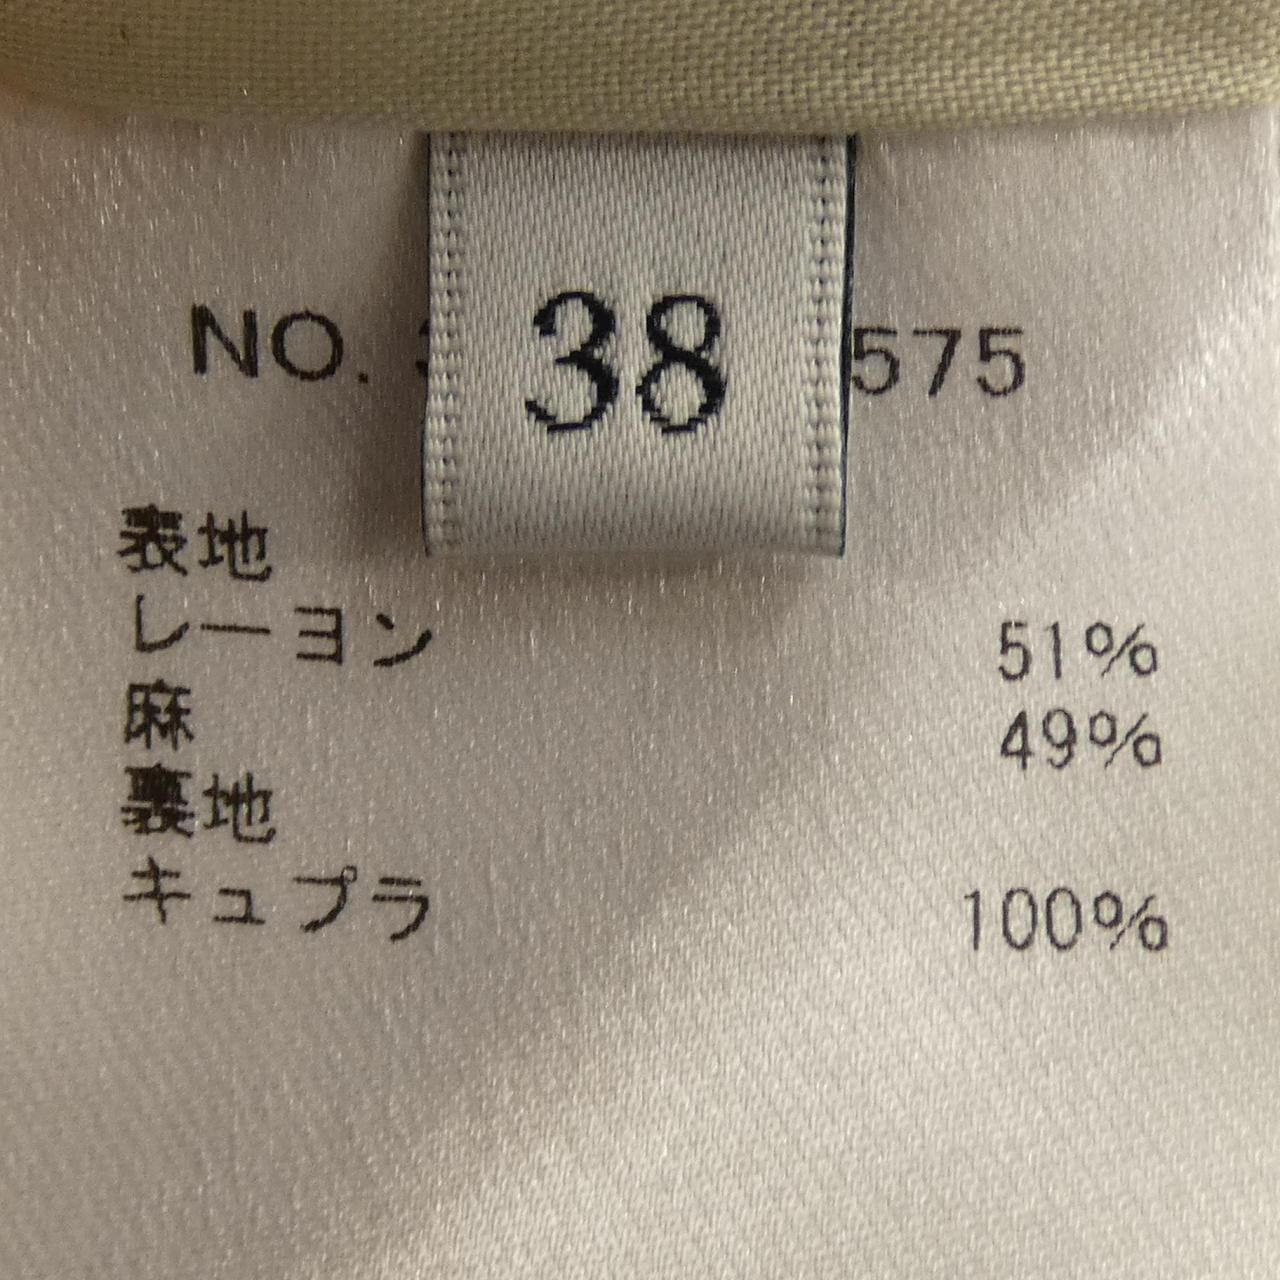 38
NO. 575
表地
レーヨン 51%
麻 49%
裏地
キュプラ 100%